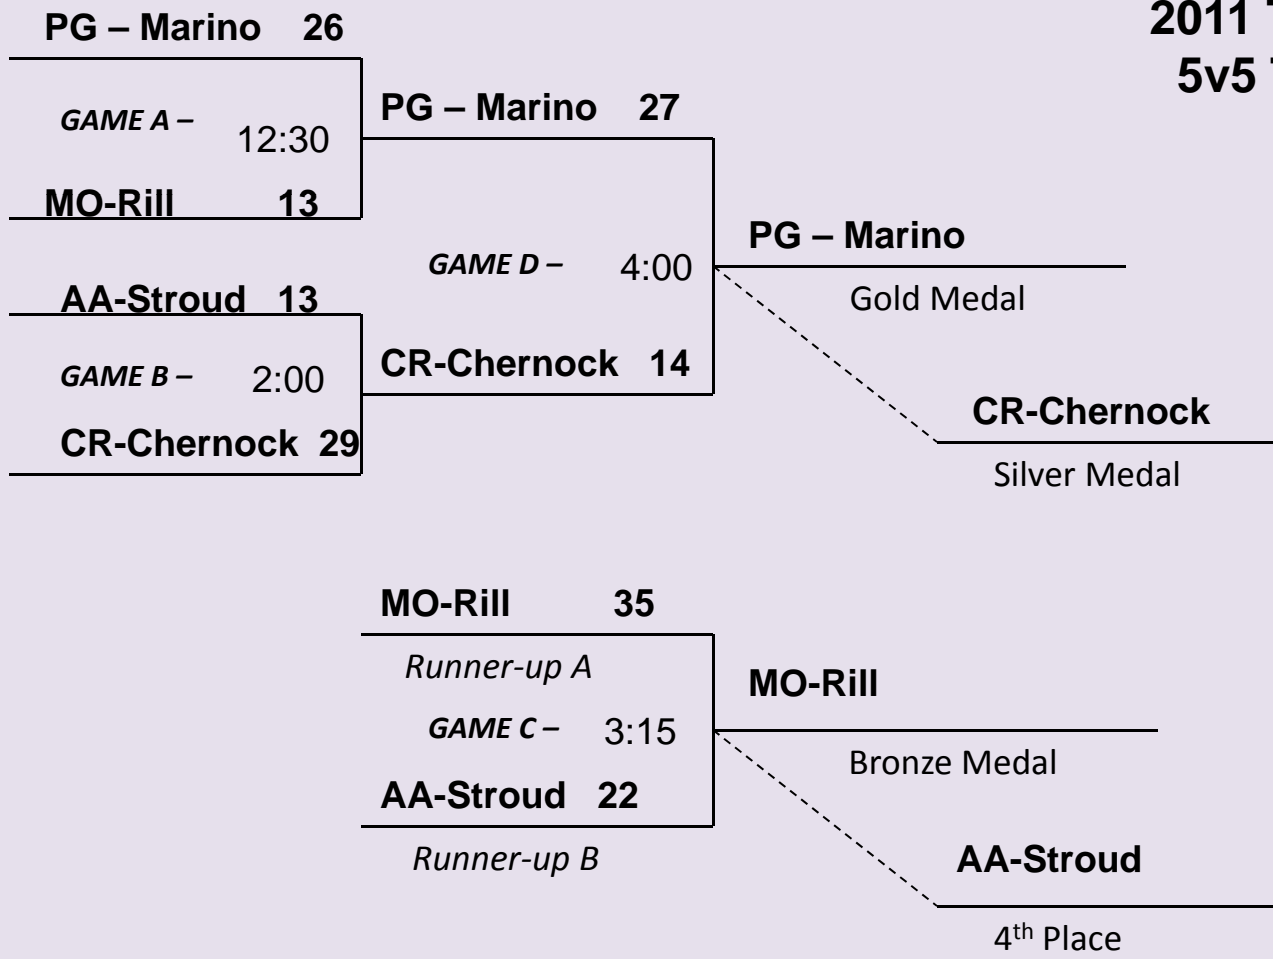 2011
5v5
PG – Marino 26
GAME A – 12:30
MO-Rill 13
AA-Stroud 13
GAME B – 2:00
CR-Chernock 29
PG – Marino 27
GAME D – 4:00
CR-Chernock 14
PG – Marino
Gold Medal
CR-Chernock
Silver Medal
MO-Rill 35
Runner-up A
GAME C – 3:15
AA-Stroud 22
Runner-up B
MO-Rill
Bronze Medal
AA-Stroud
4th Place